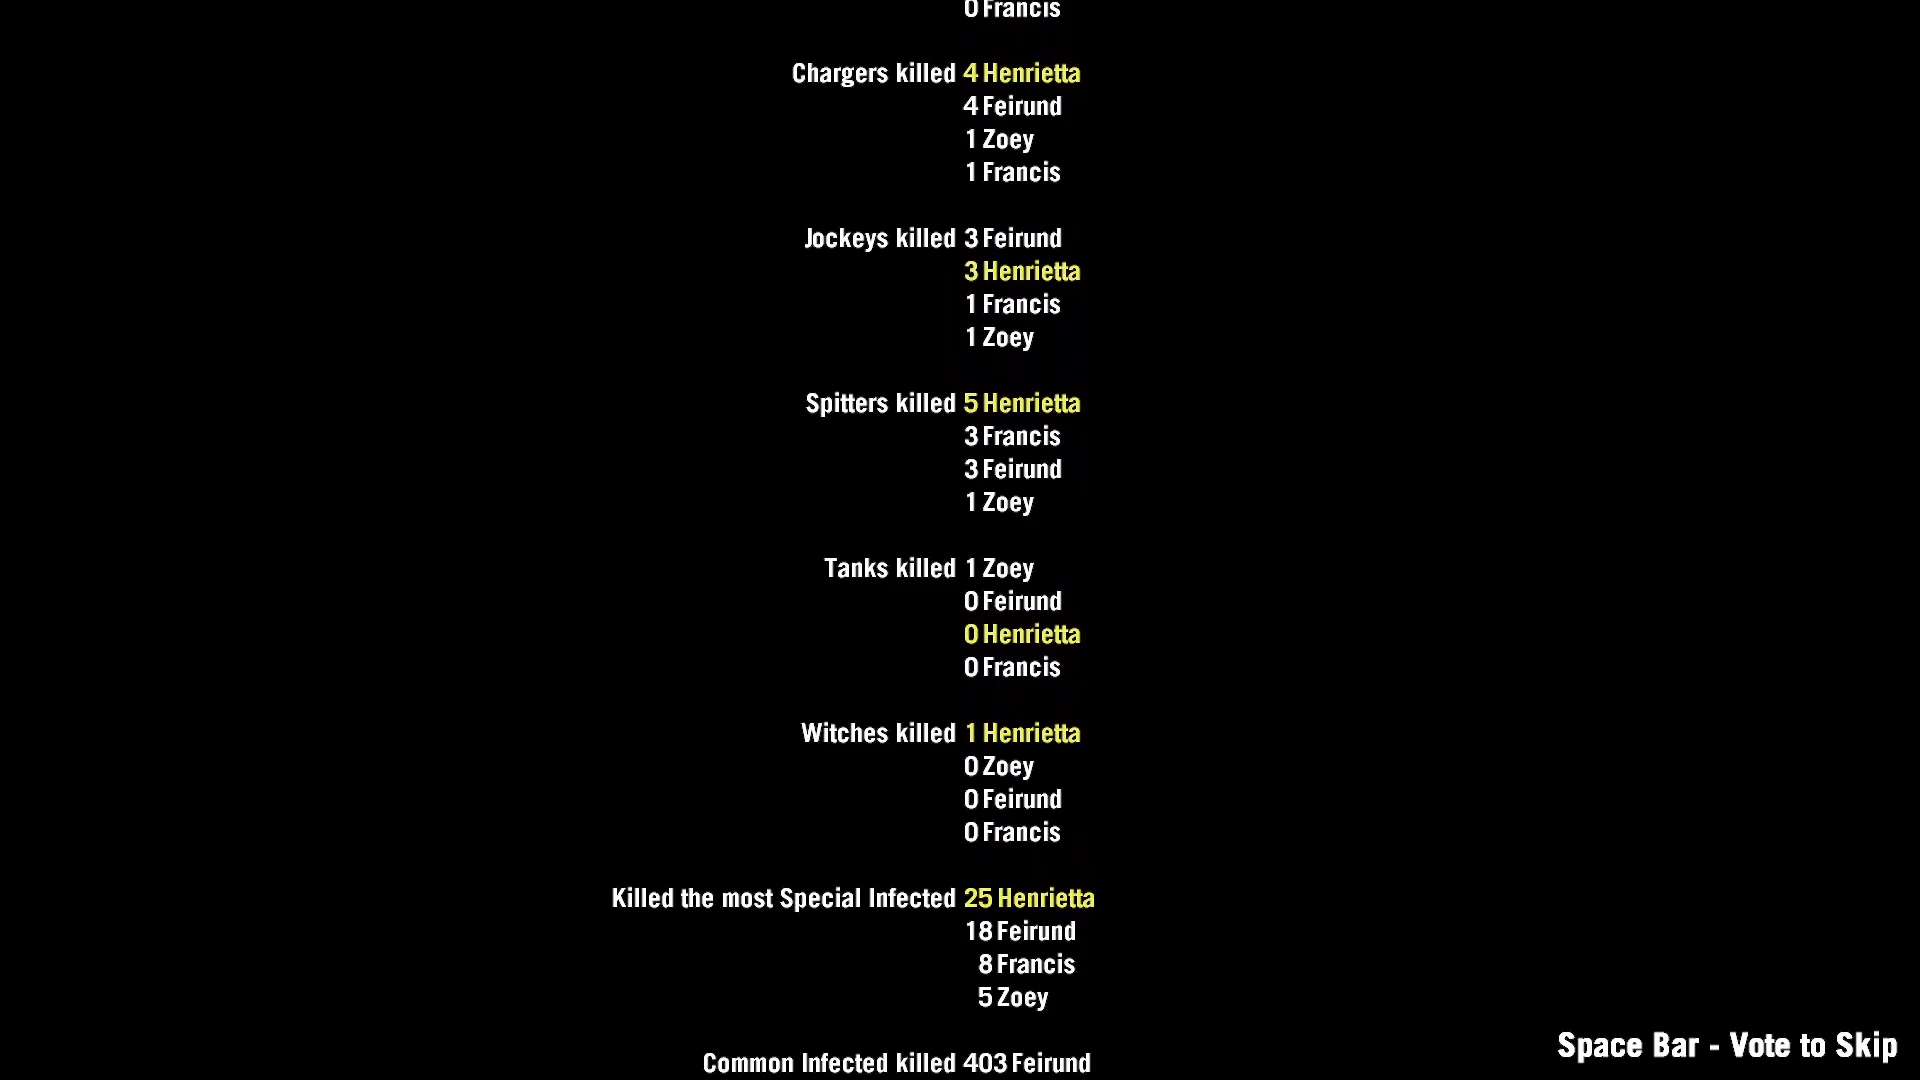 0 Francis
Chargers killed 4 Henrietta
4 Feirund
1 Zoey
1 Francis
Jockeys killed 3 Feirund
3 Henrietta
1 Francis
1 Zoey
Spitters killed 5 Henrietta
3 Francis
3 Feirund
1 Zoey
Tanks killed 1 Zoey
0 Feirund
0 Henrietta
0 Francis
Witches killed 1 Henrietta
0 Zoey
0 Feirund
0 Francis
Killed the most Special Infected 25 Henrietta
18 Feirund
8 Francis
5 Zoey
Common Infected killed 403 Feirund
Space Bar - Vote to Skip